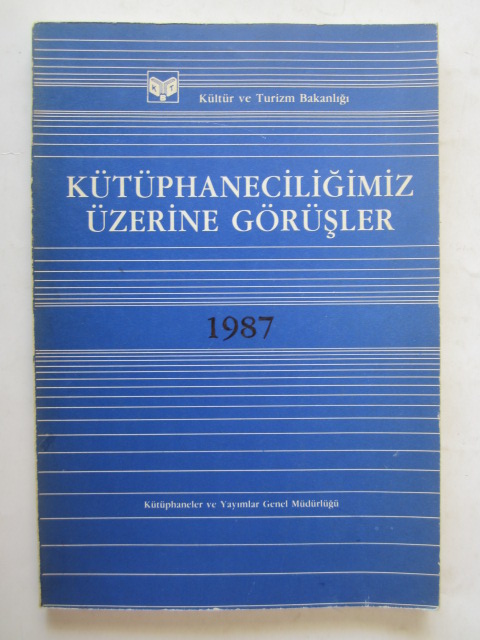 K T
Kültür ve Turizm Bakanlığı
KÜTÜPHANECİLİĞİMİZ
ÜZERİNE GÖRÜŞLER
1987
Kütüphaneler ve Yayımlar Genel Müdürlüğü